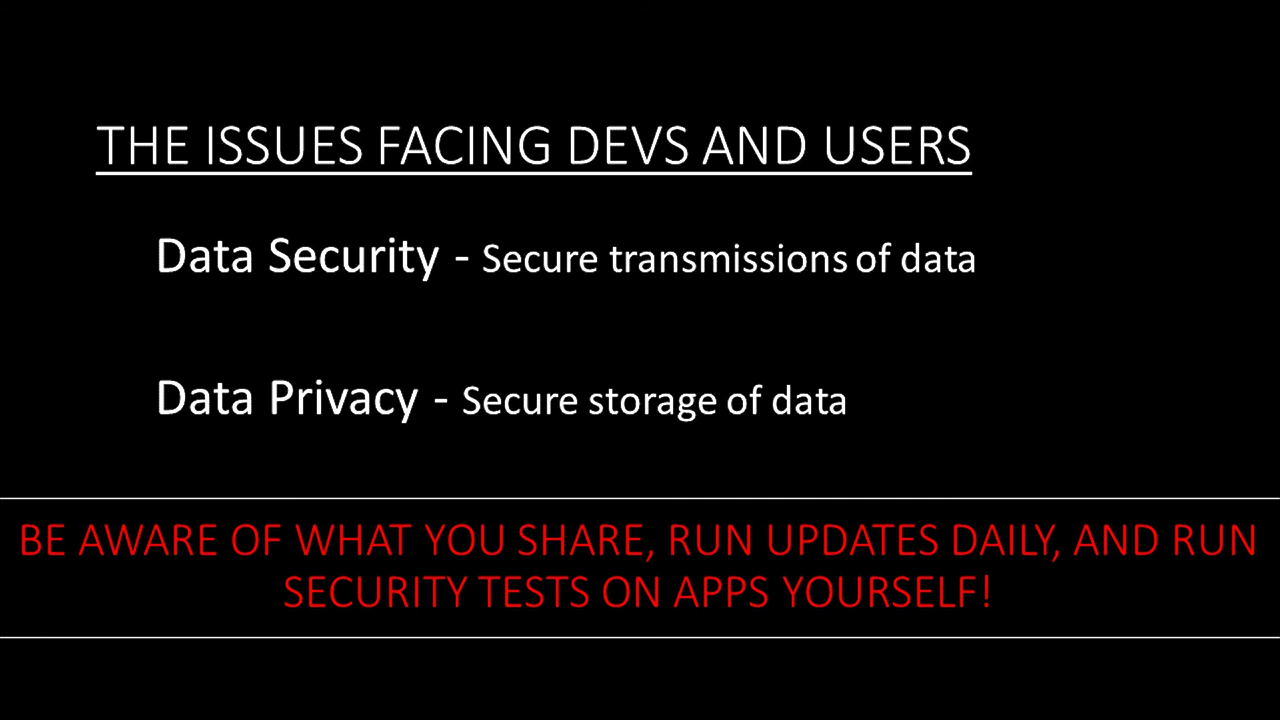 THE ISSUES FACING DEVS AND USERS
Data Security - Secure transmissions of data
Data Privacy - Secure storage of data
BE AWARE OF WHAT YOU SHARE, RUN UPDATES DAILY, AND RUN
SECURITY TESTS ON APPS YOURSELF!